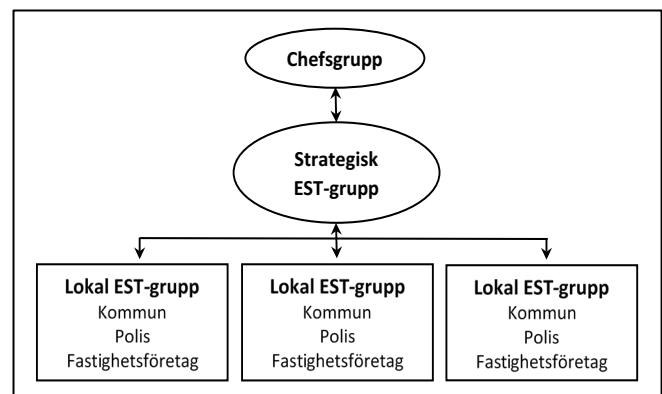 Chefsgrupp
Strategisk
EST-grupp
Lokal EST-grupp
Kommun
Polis
Fastighetsföretag
Lokal EST-grupp
Kommun
Polis
Fastighetsföretag
Lokal EST-grupp
Kommun
Polis
Fastighetsföretag